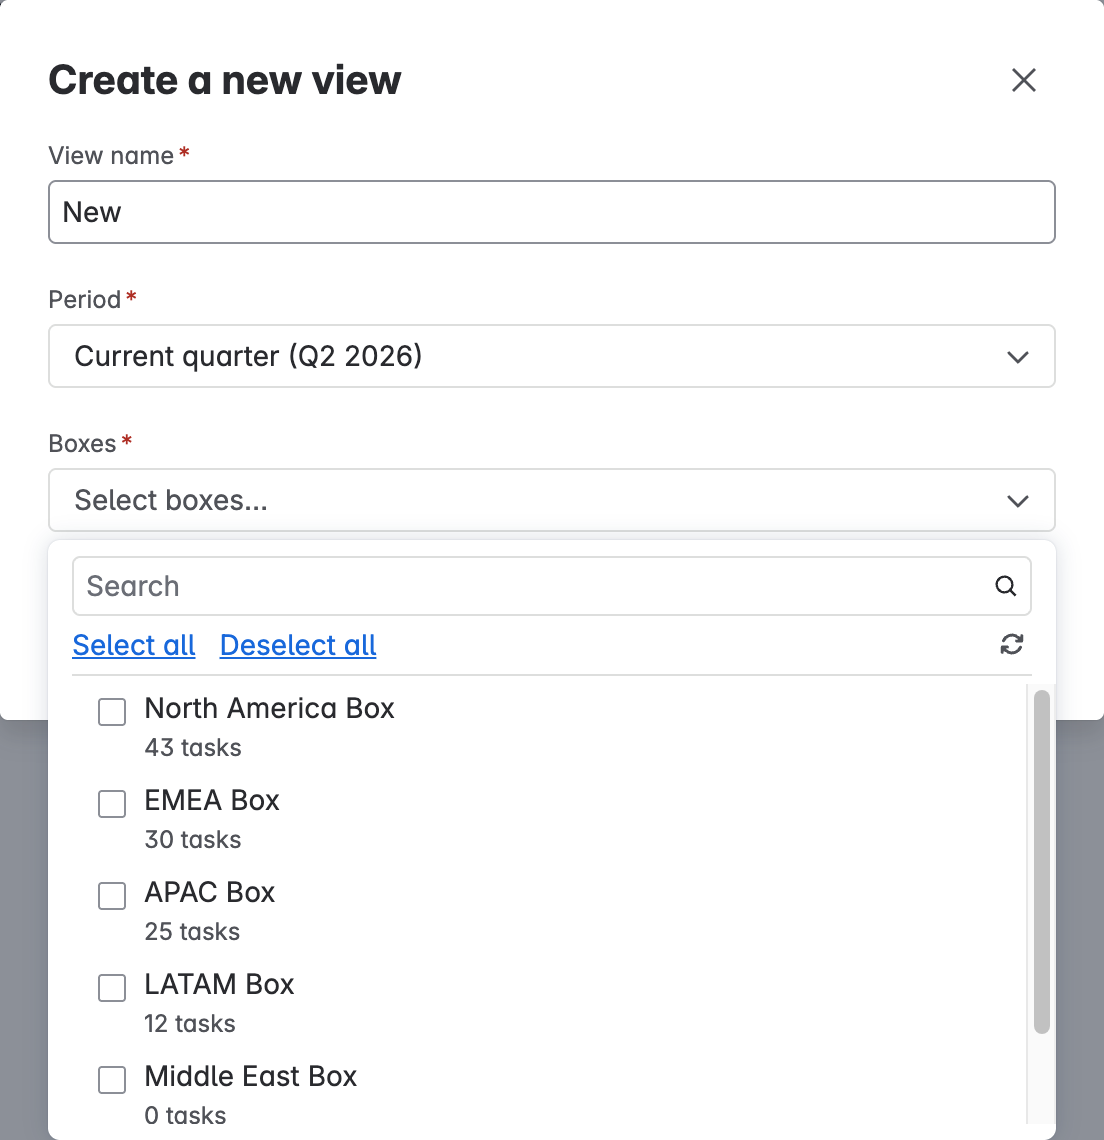 Create a new view
View name*
New
Period*
Current quarter (Q2 2026)
Boxes*
Select boxes...
Search
Select all Deselect all
North America Box
43 tasks
EMEA Box
30 tasks
APAC Box
25 tasks
LATAM Box
12 tasks
Middle East Box
0 tasks